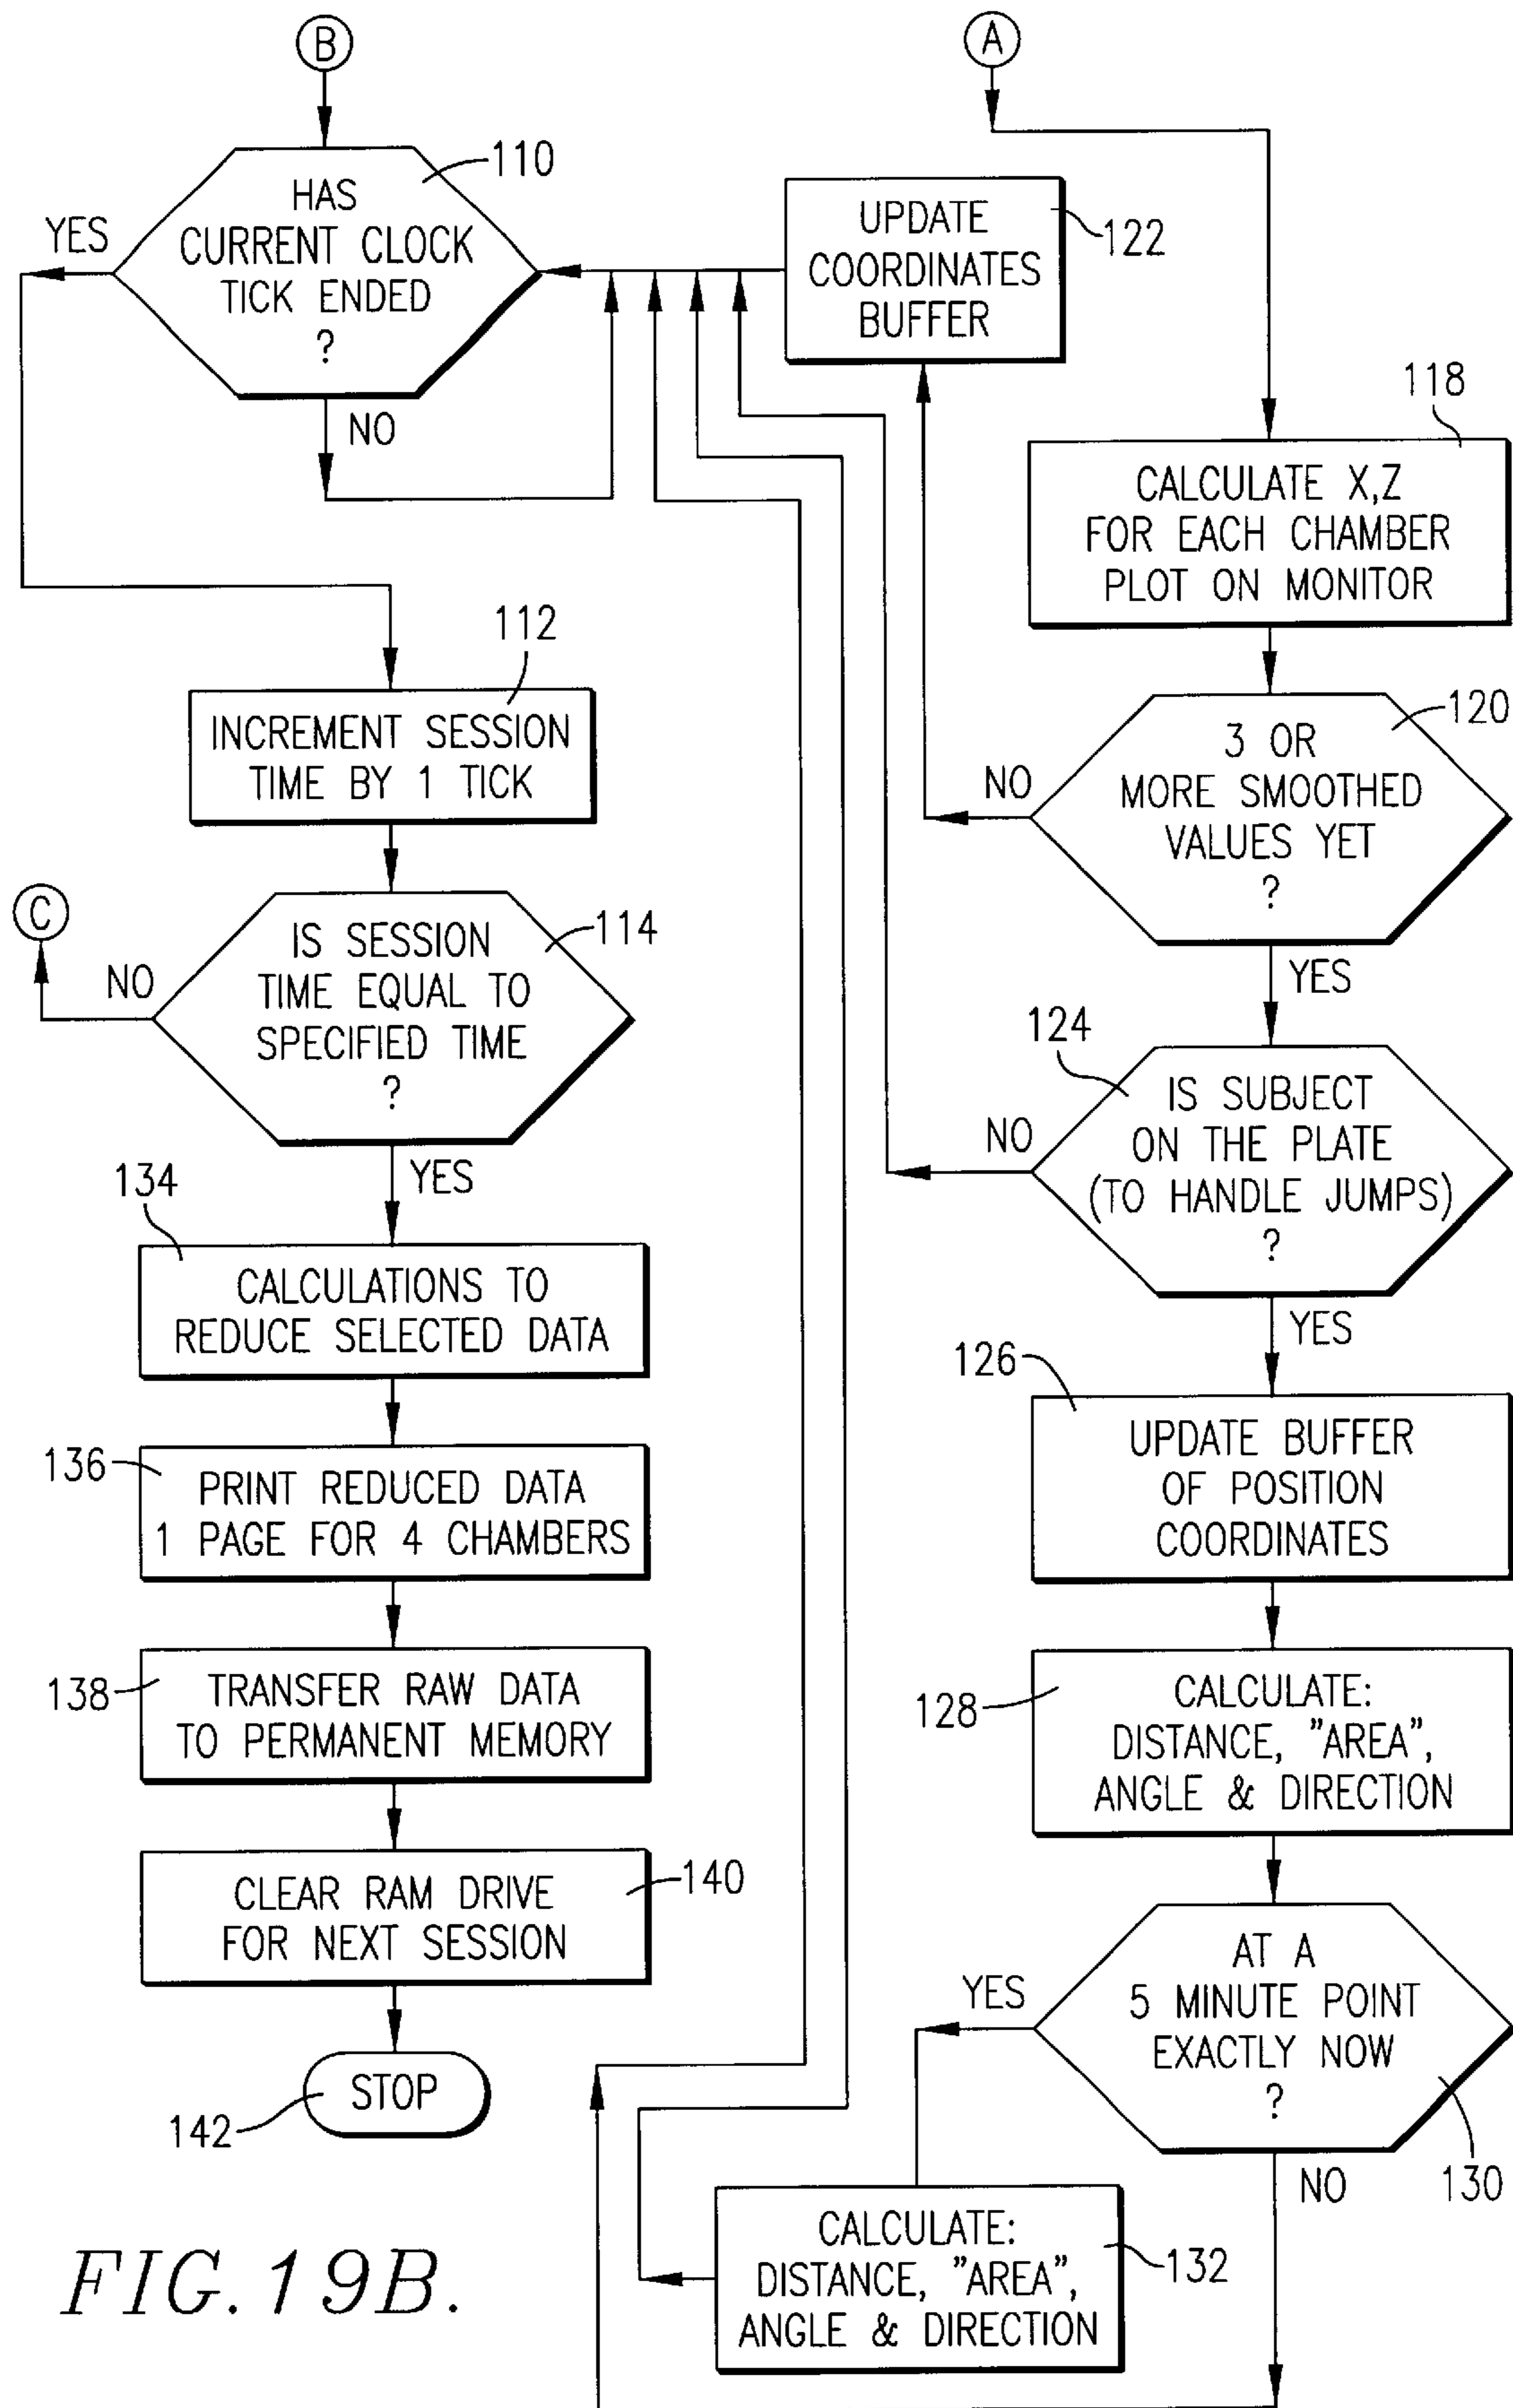 B
HAS
CURRENT CLOCK
TICK ENDED
?
110
YES
NO
112
INCREMENT SESSION
TIME BY 1 TICK
C
IS SESSION
TIME EQUAL TO
SPECIFIED TIME
?
114
NO
YES
134
CALCULATIONS TO
REDUCE SELECTED DATA
136
PRINT REDUCED DATA
1 PAGE FOR 4 CHAMBERS
138
TRANSFER RAW DATA
TO PERMANENT MEMORY
CLEAR RAM DRIVE
FOR NEXT SESSION
140
STOP
142
A
UPDATE
COORDINATES
BUFFER
122
118
CALCULATE X,Z
FOR EACH CHAMBER
PLOT ON MONITOR
120
3 OR
MORE SMOOTHED
VALUES YET
?
NO
YES
124
IS SUBJECT
ON THE PLATE
(TO HANDLE JUMPS)
?
NO
YES
126
UPDATE BUFFER
OF POSITION
COORDINATES
128
CALCULATE:
DISTANCE, "AREA",
ANGLE & DIRECTION
AT A
5 MINUTE POINT
EXACTLY NOW
?
YES
NO
130
CALCULATE:
DISTANCE, "AREA",
ANGLE & DIRECTION
132
FIG. 19B.